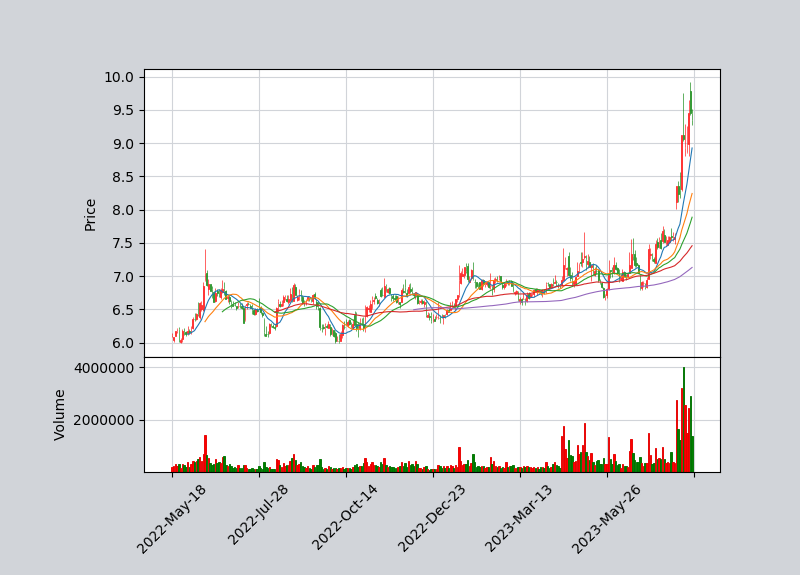 10.0
9.5
9.0
8.5
8.0
7.5
7.0
6.5
6.0
Price
4000000
2000000
Volume
2022-May-18
2022-Jul-28
2022-Oct-14
2022-Dec-23
2023-Mar-13
2023-May-26